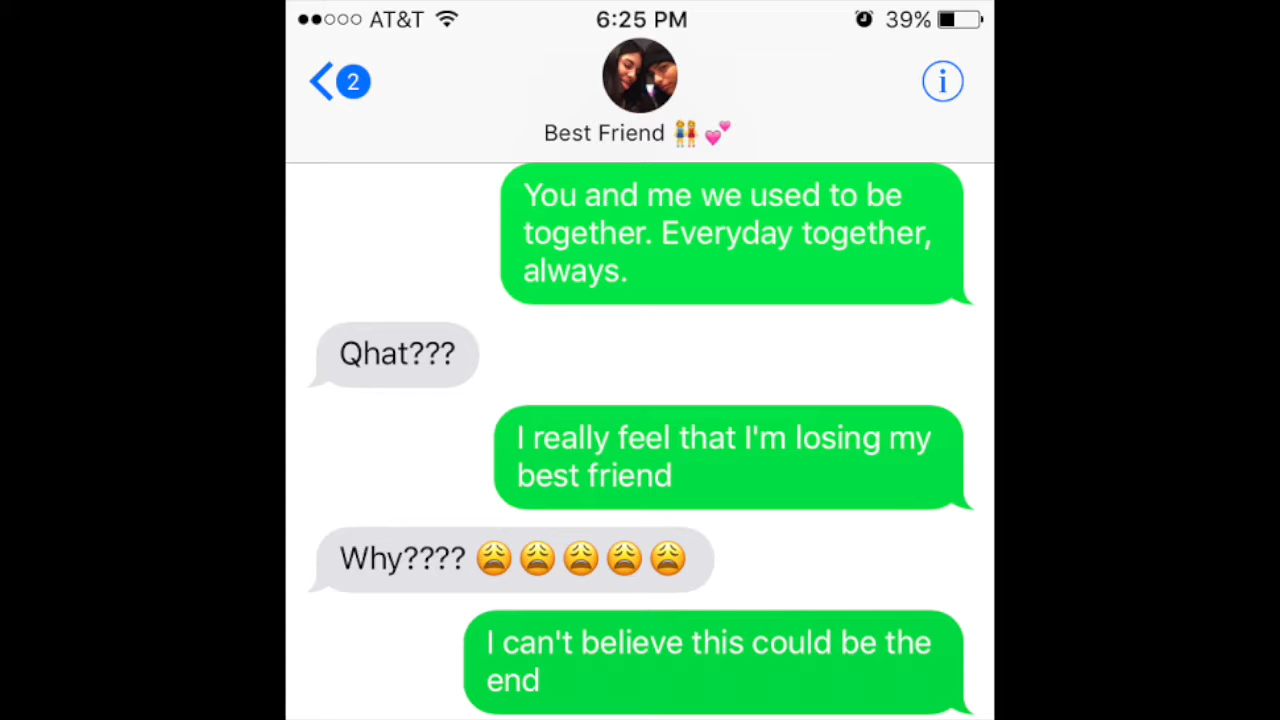 AT&T 6:25 PM 39%
2
i
Best Friend 👭 💕
You and me we used to be
together. Everyday together,
always.
Qhat???
I really feel that I'm losing my
best friend
Why???? 😩😩😩😩😩
I can't believe this could be the
end